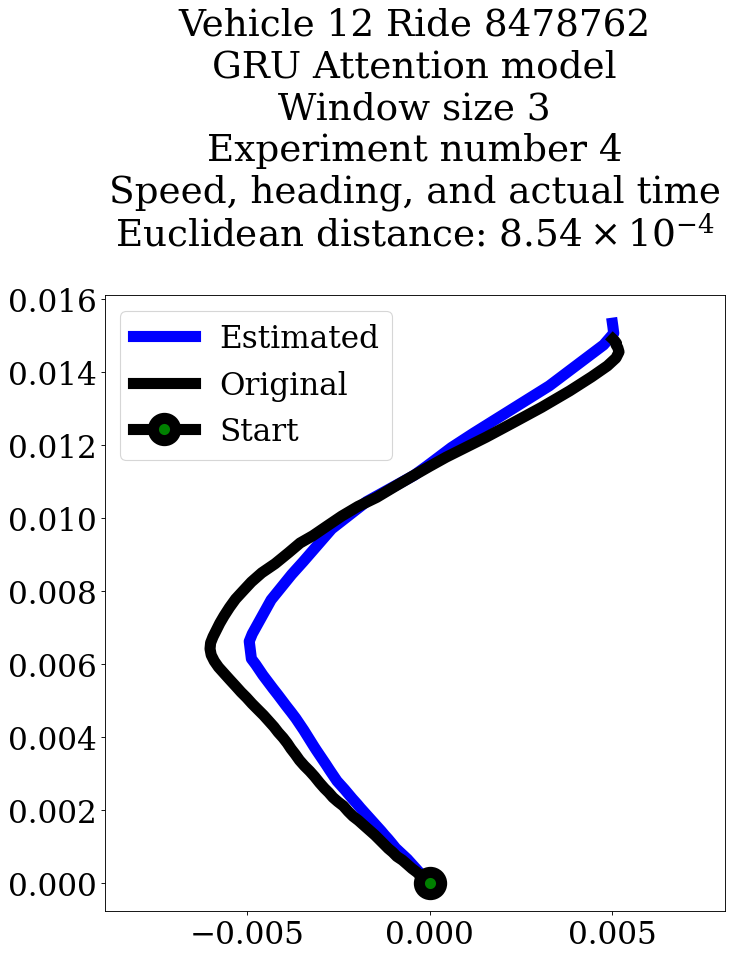 Vehicle 12 Ride 8478762
GRU Attention model
Window size 3
Experiment number 4
Speed, heading, and actual time
Euclidean distance: 8.54 × 10⁻⁴
0.016
0.014
0.012
0.010
0.008
0.006
0.004
0.002
0.000
Estimated
Original
Start
−0.005 0.000 0.005